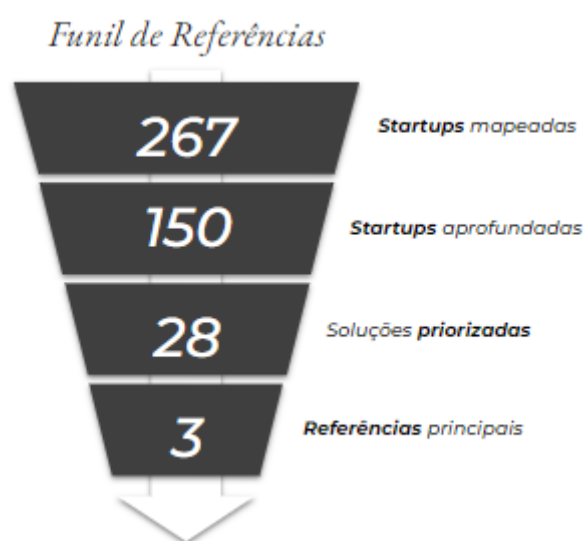 Funil de Referências
267
Startups mapeadas
150
Startups aprofundadas
28
Soluções priorizadas
3
Referências principais